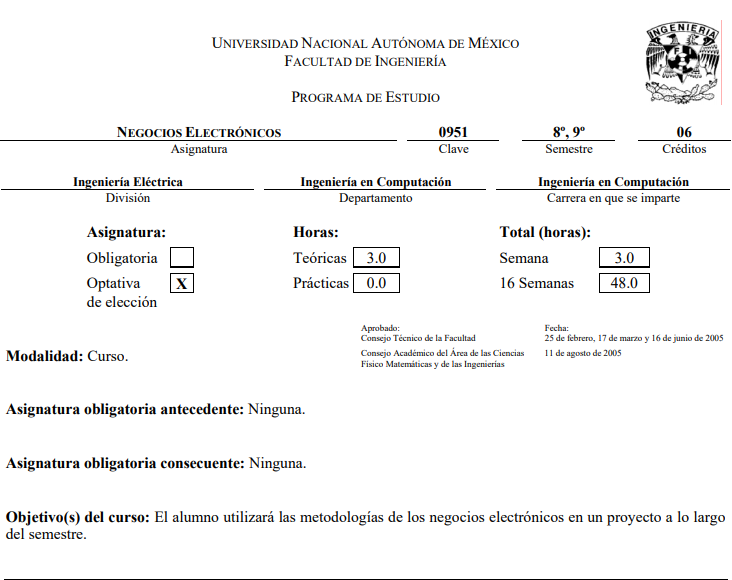 UNIVERSIDAD NACIONAL AUTÓNOMA DE MÉXICO
FACULTAD DE INGENIERÍA
INGENIERIA
PROGRAMA DE ESTUDIO
NEGOCIOS ELECTRÓNICOS 0951 8º, 9º 06
Asignatura Clave Semestre Créditos
Ingeniería Eléctrica Ingeniería en Computación Ingeniería en Computación
División Departamento Carrera en que se imparte
Asignatura: Horas: Total (horas):
Obligatoria Teóricas 3.0 Semana 3.0
Optativa X Prácticas 0.0 16 Semanas 48.0
de elección
Aprobado: Fecha:
Consejo Técnico de la Facultad 25 de febrero, 17 de marzo y 16 de junio de 2005
Modalidad: Curso. Consejo Académico del Área de las Ciencias 11 de agosto de 2005
Físico Matemáticas y de las Ingenierías
Asignatura obligatoria antecedente: Ninguna.
Asignatura obligatoria consecuente: Ninguna.
Objetivo(s) del curso: El alumno utilizará las metodologías de los negocios electrónicos en un proyecto a lo largo
del semestre.